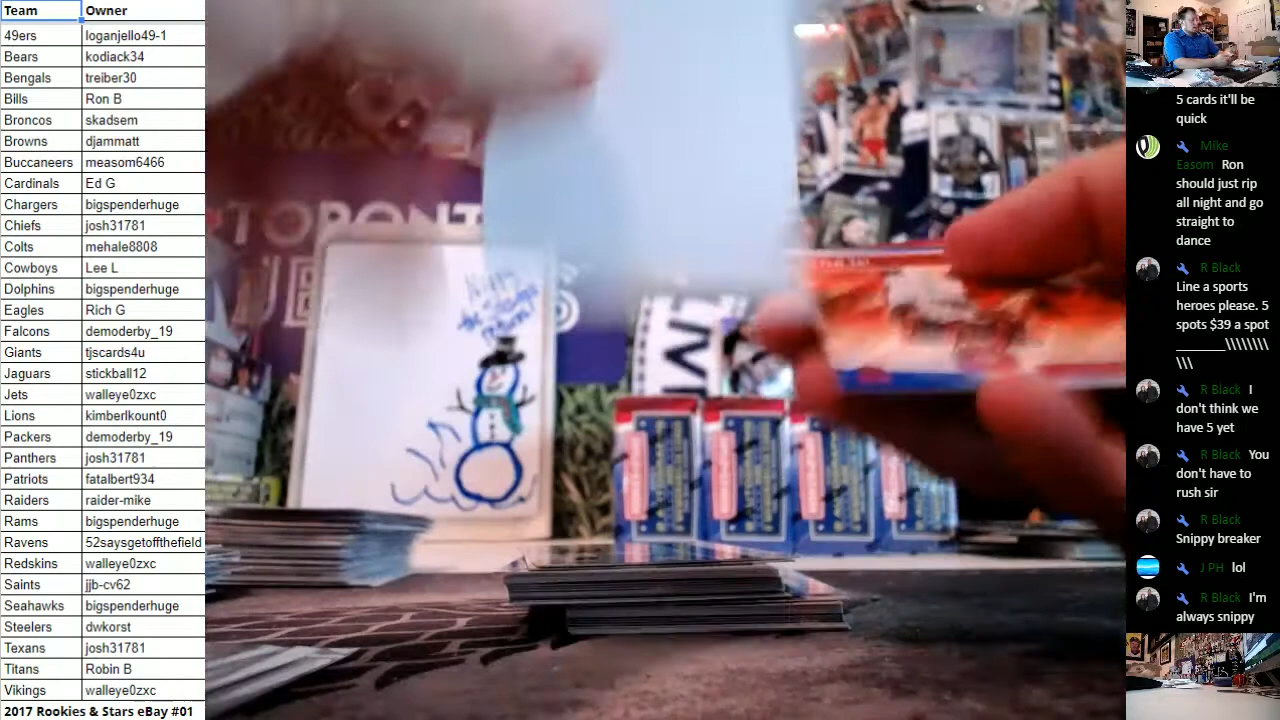 Team Owner
49ers loganjello49-1
Bears kodiack34
Bengals treiber30
Bills Ron B
Broncos skadsem
Browns djammatt
Buccaneers measom6466
Cardinals Ed G
Chargers bigspenderhuge
Chiefs josh31781
Colts mehale8808
Cowboys Lee L
Dolphins bigspenderhuge
Eagles Rich G
Falcons demoderby_19
Giants tjscards4u
Jaguars stickball12
Jets walleye0zxc
Lions kimberlkount0
Packers demoderby_19
Panthers josh31781
Patriots fatalbert934
Raiders raider-mike
Rams bigspenderhuge
Ravens 52saysgetoffthefield
Redskins walleye0zxc
Saints jjb-cv62
Seahawks bigspenderhuge
Steelers dwkorst
Texans josh31781
Titans Robin B
Vikings walleye0zxc
2017 Rookies & Stars eBay #01
TORONT
5 cards it'll be
quick
Mike
Easom Ron
should just rip
all night and go
straight to
dance
R Black
Line a sports
heroes please. 5
spots $39 a spot
_______\\\\\\\
\\\
R Black I
don't think we
have 5 yet
R Black You
don't have to
rush sir
R Black
Snippy breaker
J PH lol
R Black I'm
always snippy